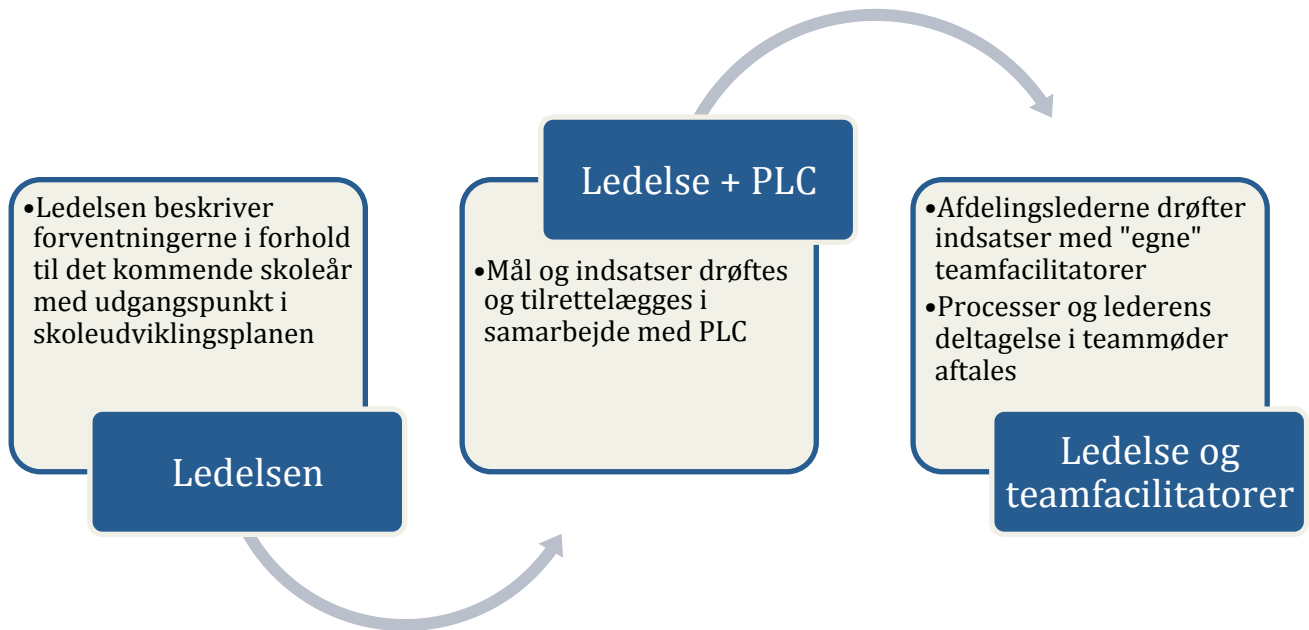 •Ledelsen beskriver
forventningerne i forhold
til det kommende skoleår
med udgangspunkt i
skoleudviklingsplanen
Ledelsen
Ledelse + PLC
•Mål og indsatser drøftes
og tilrettelægges i
samarbejde med PLC
•Afdelingslederne drøfter
indsatser med "egne"
teamfacilitatorer
•Processer og lederens
deltagelse i teammøder
aftales
Ledelse og
teamfacilitatorer